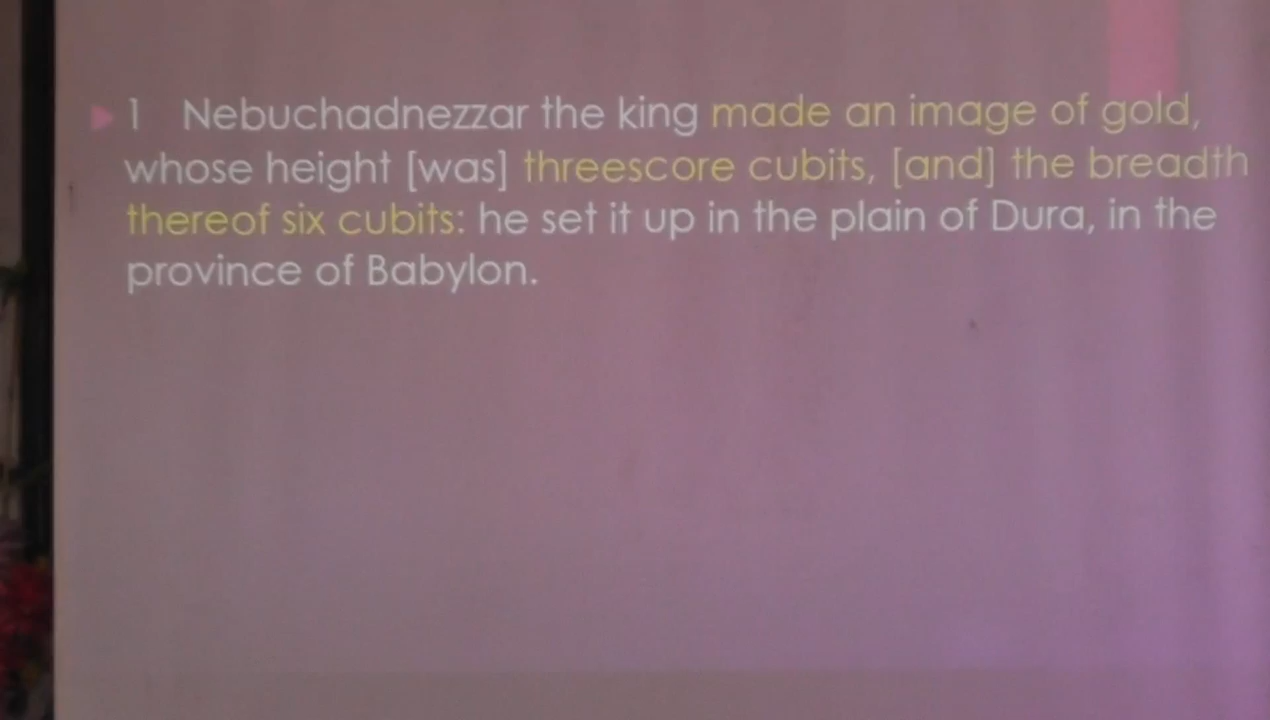 1 Nebuchadnezzar the king made an image of gold,
whose height [was] threescore cubits, [and] the breadth
thereof six cubits: he set it up in the plain of Dura, in the
province of Babylon.